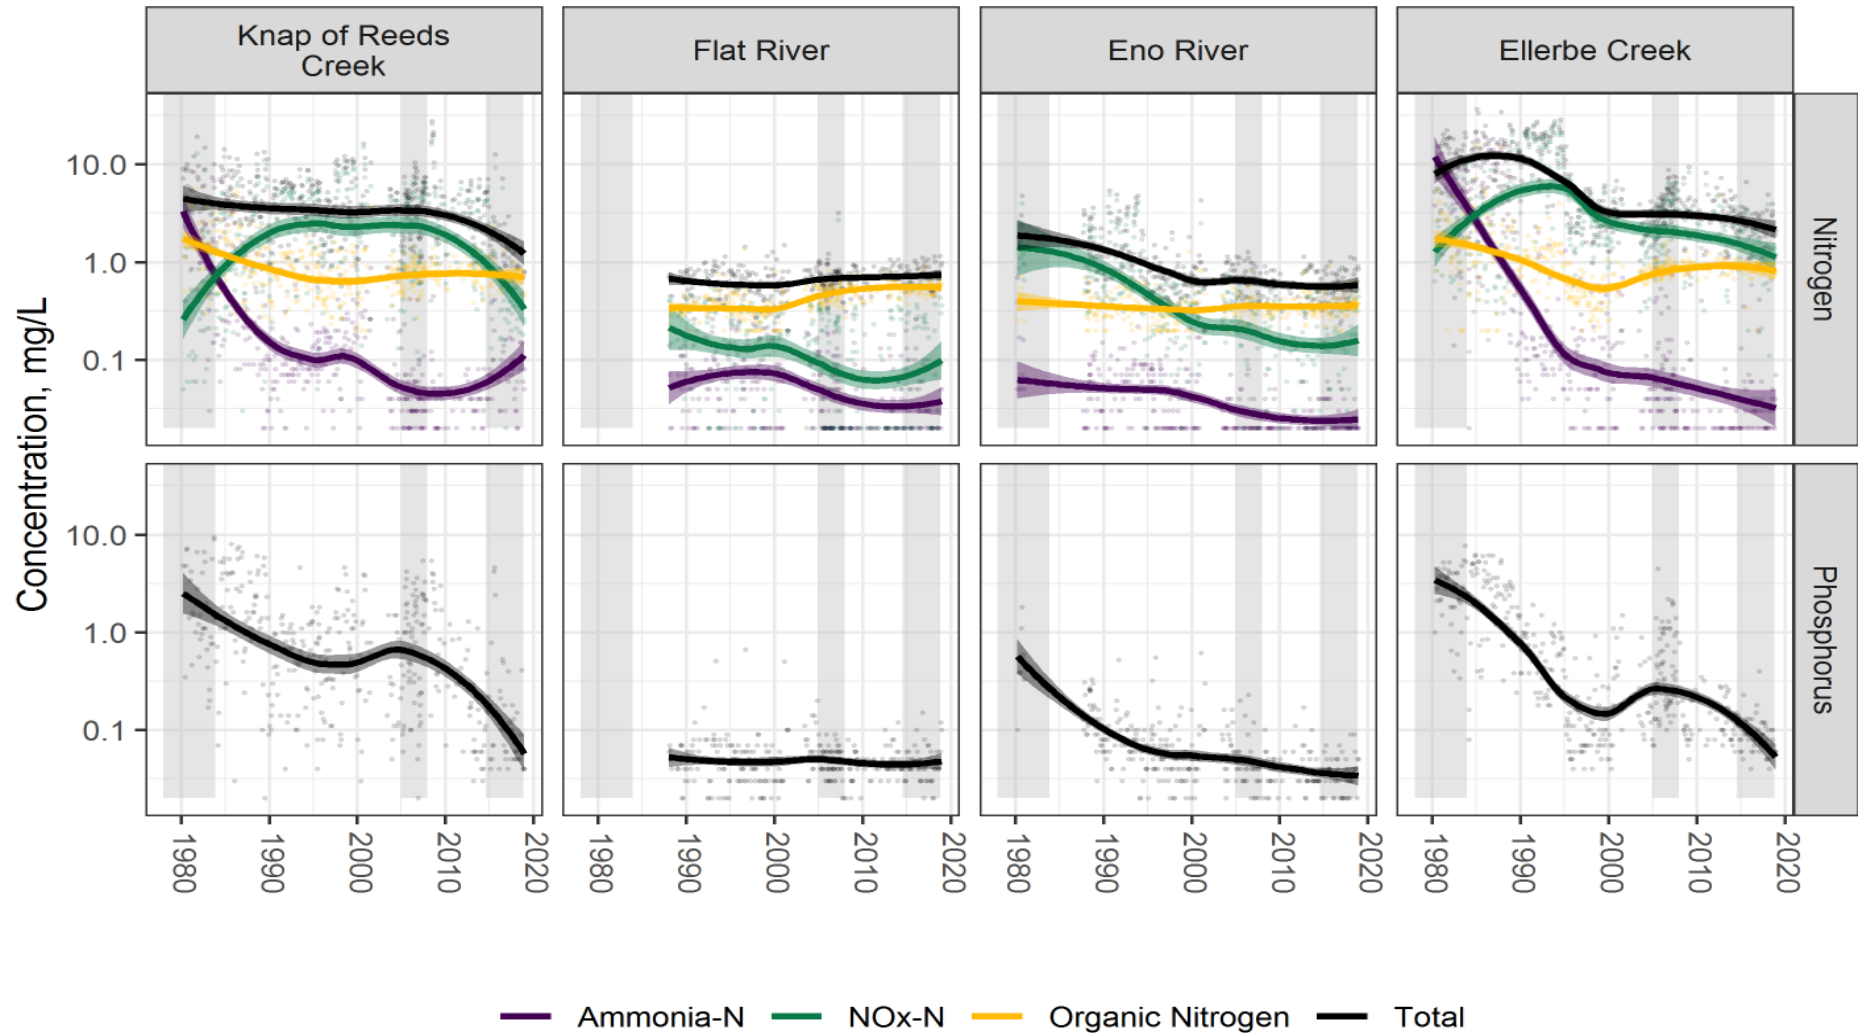 Knap of Reeds
Creek
Flat River
Eno River
Ellerbe Creek
Concentration, mg/L
10.0
1.0
0.1
Nitrogen
10.0
1.0
0.1
Phosphorus
1980 1990 2000 2010 2020
1980 1990 2000 2010 2020
1980 1990 2000 2010 2020
1980 1990 2000 2010 2020
Ammonia-N NOx-N Organic Nitrogen Total